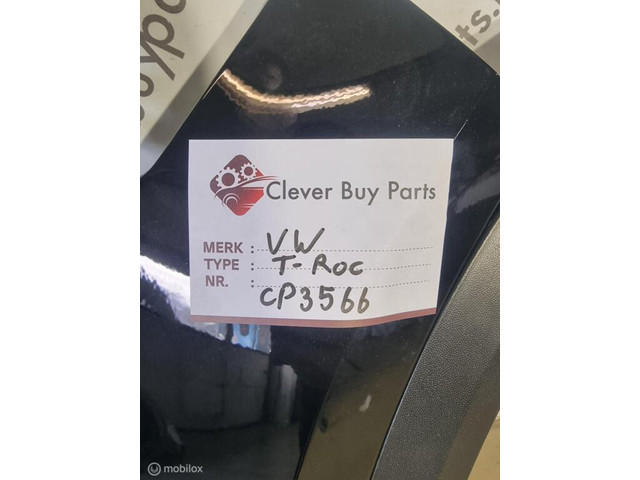 Clever Buy Parts
MERK : VW
TYPE : T-Roc
NR. : CP3566
mobilox